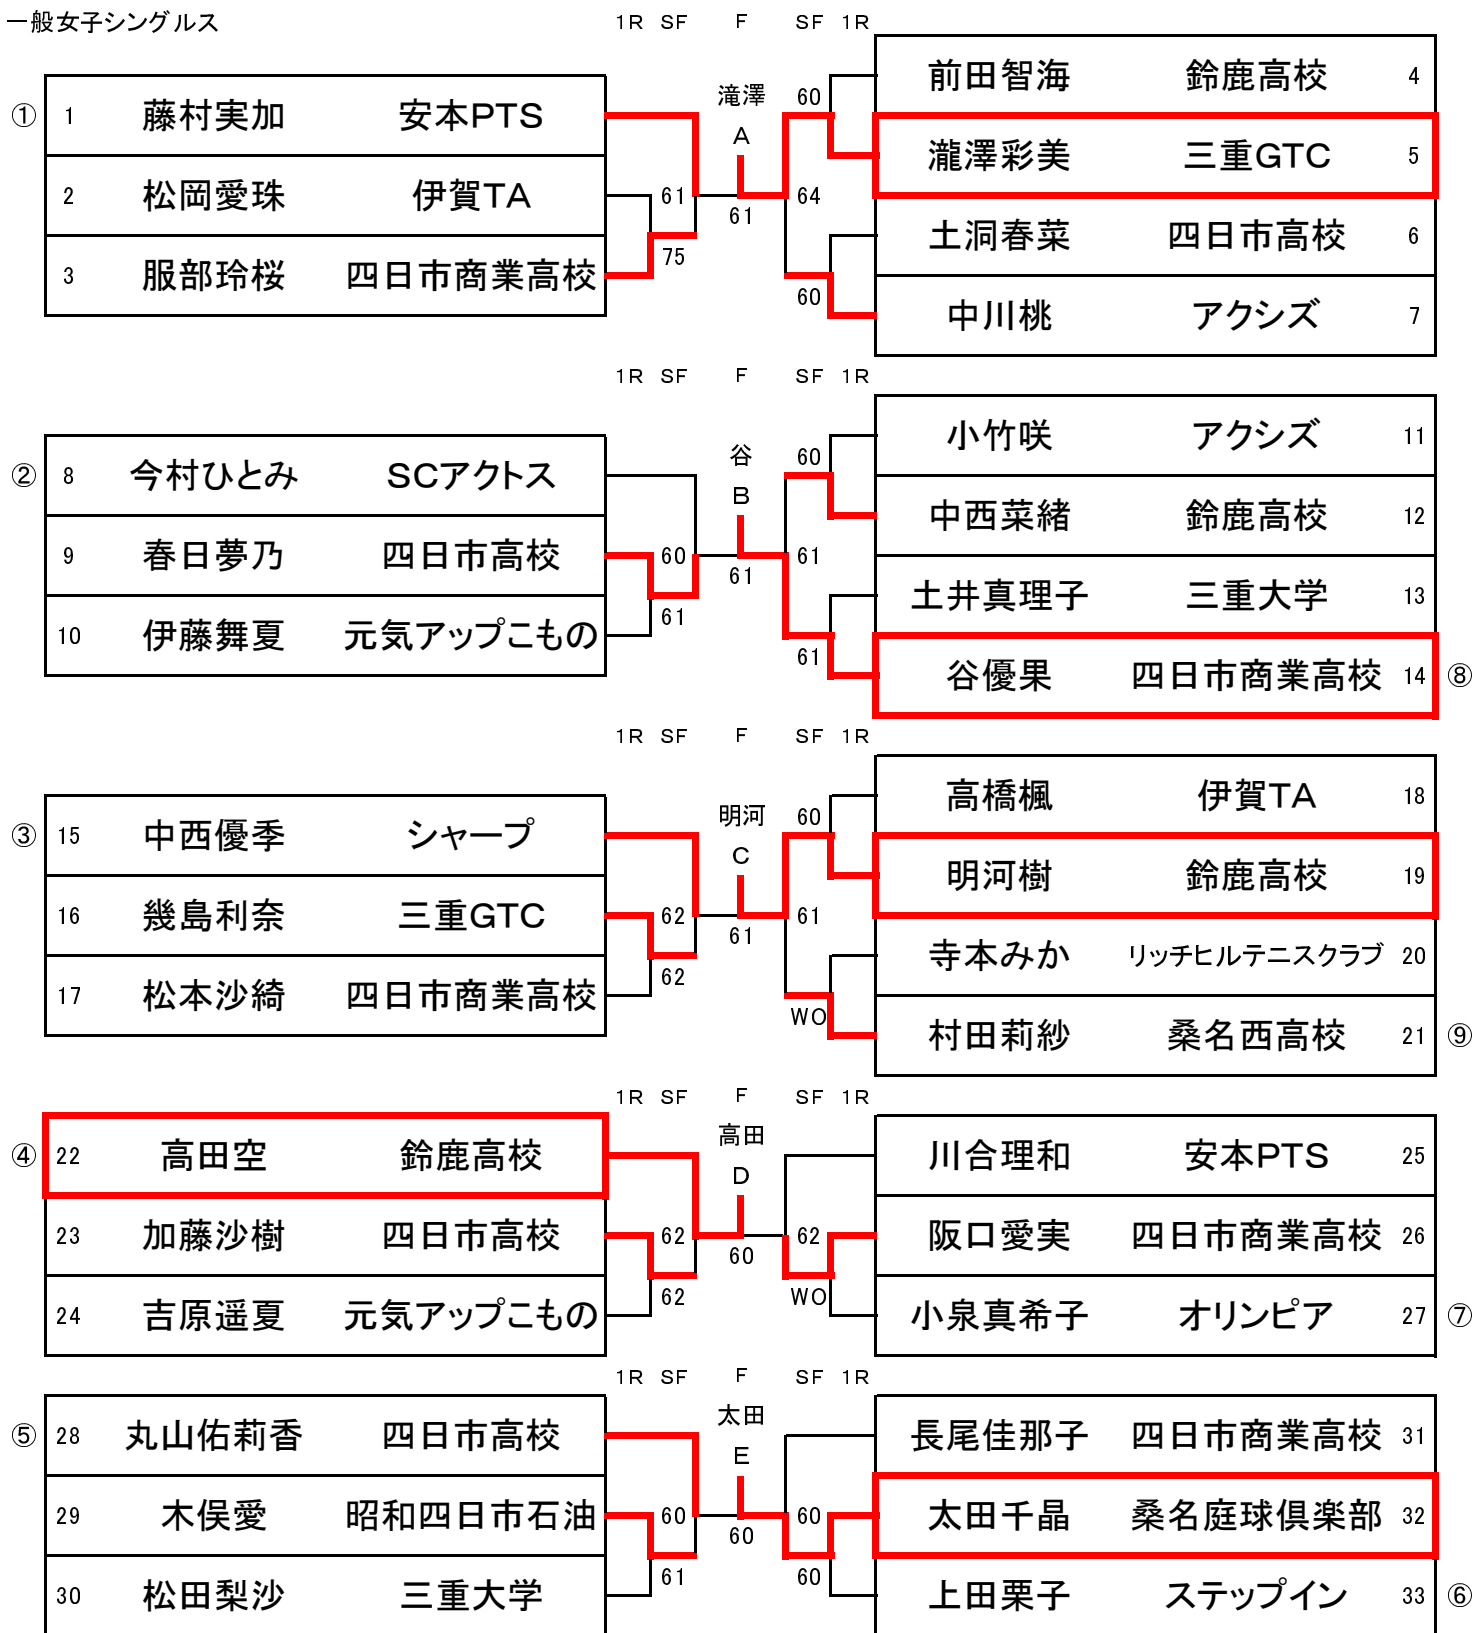 一般女子シングルス
1R SF F SF 1R
① 1 藤村実加 安本PTS
2 松岡愛珠 伊賀TA
3 服部玲桜 四日市商業高校
61
75
滝澤
A
61
60
64
60
前田智海 鈴鹿高校 4
瀧澤彩美 三重GTC 5
土洞春菜 四日市高校 6
中川桃 アクシズ 7
1R SF F SF 1R
② 8 今村ひとみ SCアクトス
9 春日夢乃 四日市高校
10 伊藤舞夏 元気アップこもの
60
61
谷
B
61
60
61
61
小竹咲 アクシズ 11
中西菜緒 鈴鹿高校 12
土井真理子 三重大学 13
谷優果 四日市商業高校 14 ⑧
1R SF F SF 1R
③ 15 中西優季 シャープ
16 幾島利奈 三重GTC
17 松本沙綺 四日市商業高校
62
62
明河
C
61
60
61
WO
高橋楓 伊賀TA 18
明河樹 鈴鹿高校 19
寺本みか リッチヒルテニスクラブ 20
村田莉紗 桑名西高校 21 ⑨
1R SF F SF 1R
④ 22 高田空 鈴鹿高校
23 加藤沙樹 四日市高校
24 吉原遥夏 元気アップこもの
62
62
高田
D
60
62
WO
川合理和 安本PTS 25
阪口愛実 四日市商業高校 26
小泉真希子 オリンピア 27 ⑦
1R SF F SF 1R
⑤ 28 丸山佑莉香 四日市高校
29 木俣愛 昭和四日市石油
30 松田梨沙 三重大学
60
61
太田
E
60
60
60
長尾佳那子 四日市商業高校 31
太田千晶 桑名庭球倶楽部 32
上田栗子 ステップイン 33 ⑥